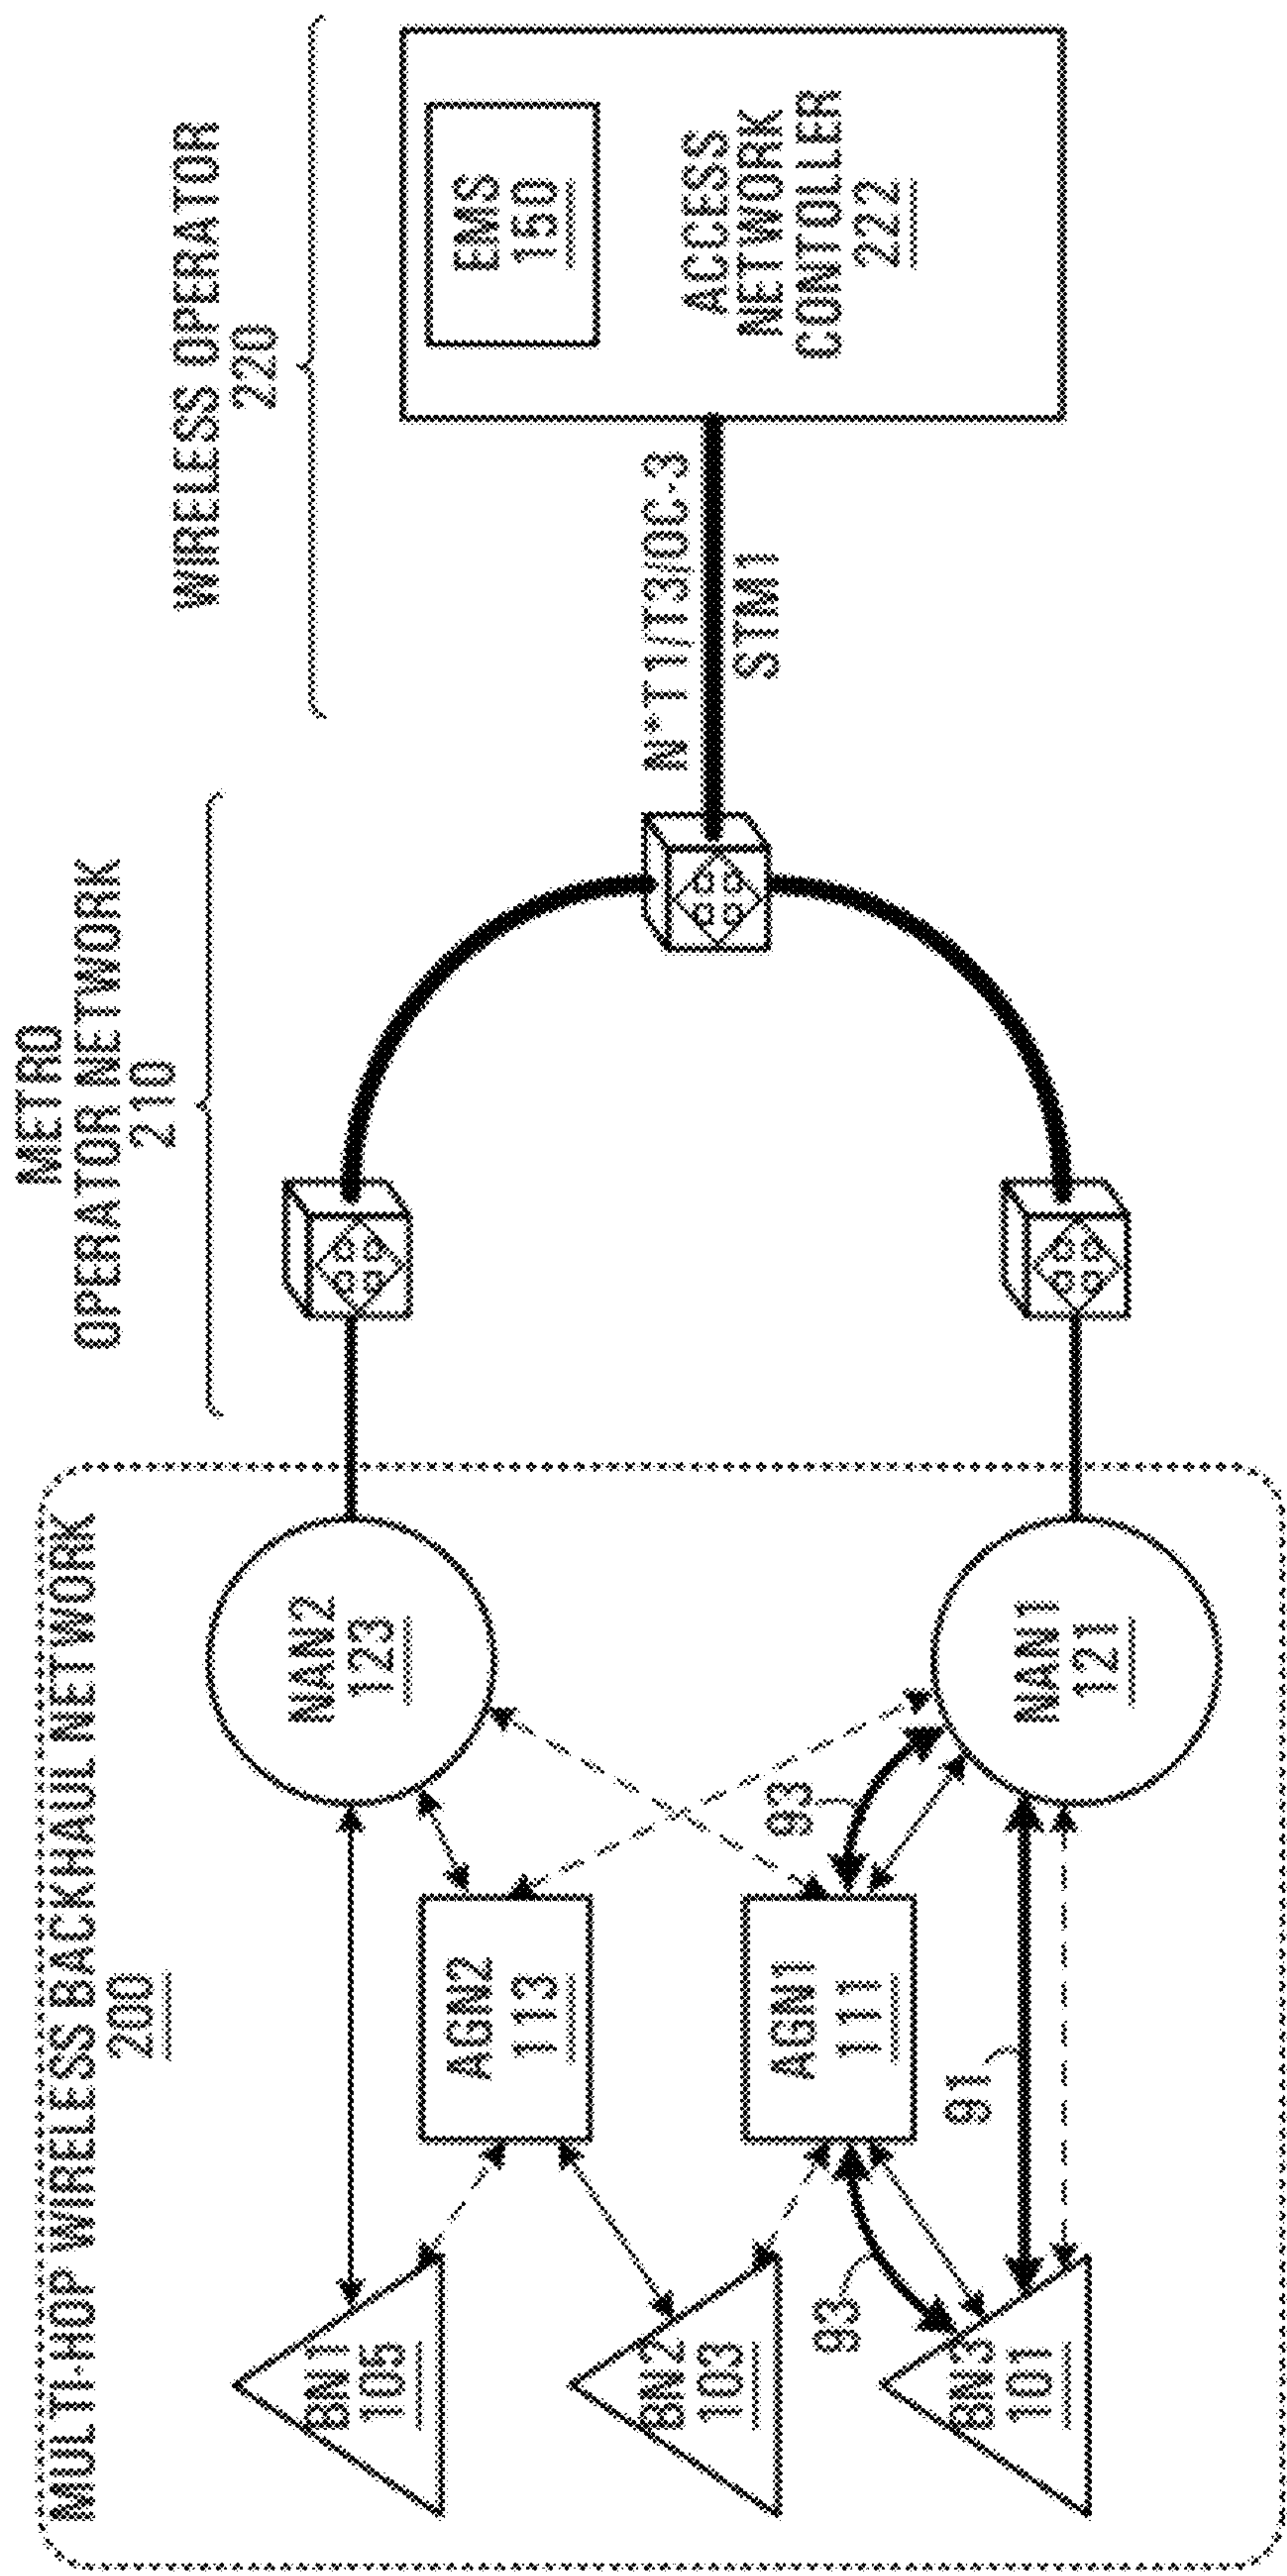 MULTI-HOP WIRELESS BACKHAUL NETWORK
200
BN1
105
BN2
103
BN3
101
AGN2
113
AGN1
111
93
91
93
NAN2
123
NAN1
121
METRO
OPERATOR NETWORK
210
WIRELESS OPERATOR
220
N*T1/T3/OC-3
STM1
EMS
150
ACCESS
NETWORK
CONTOLLER
222